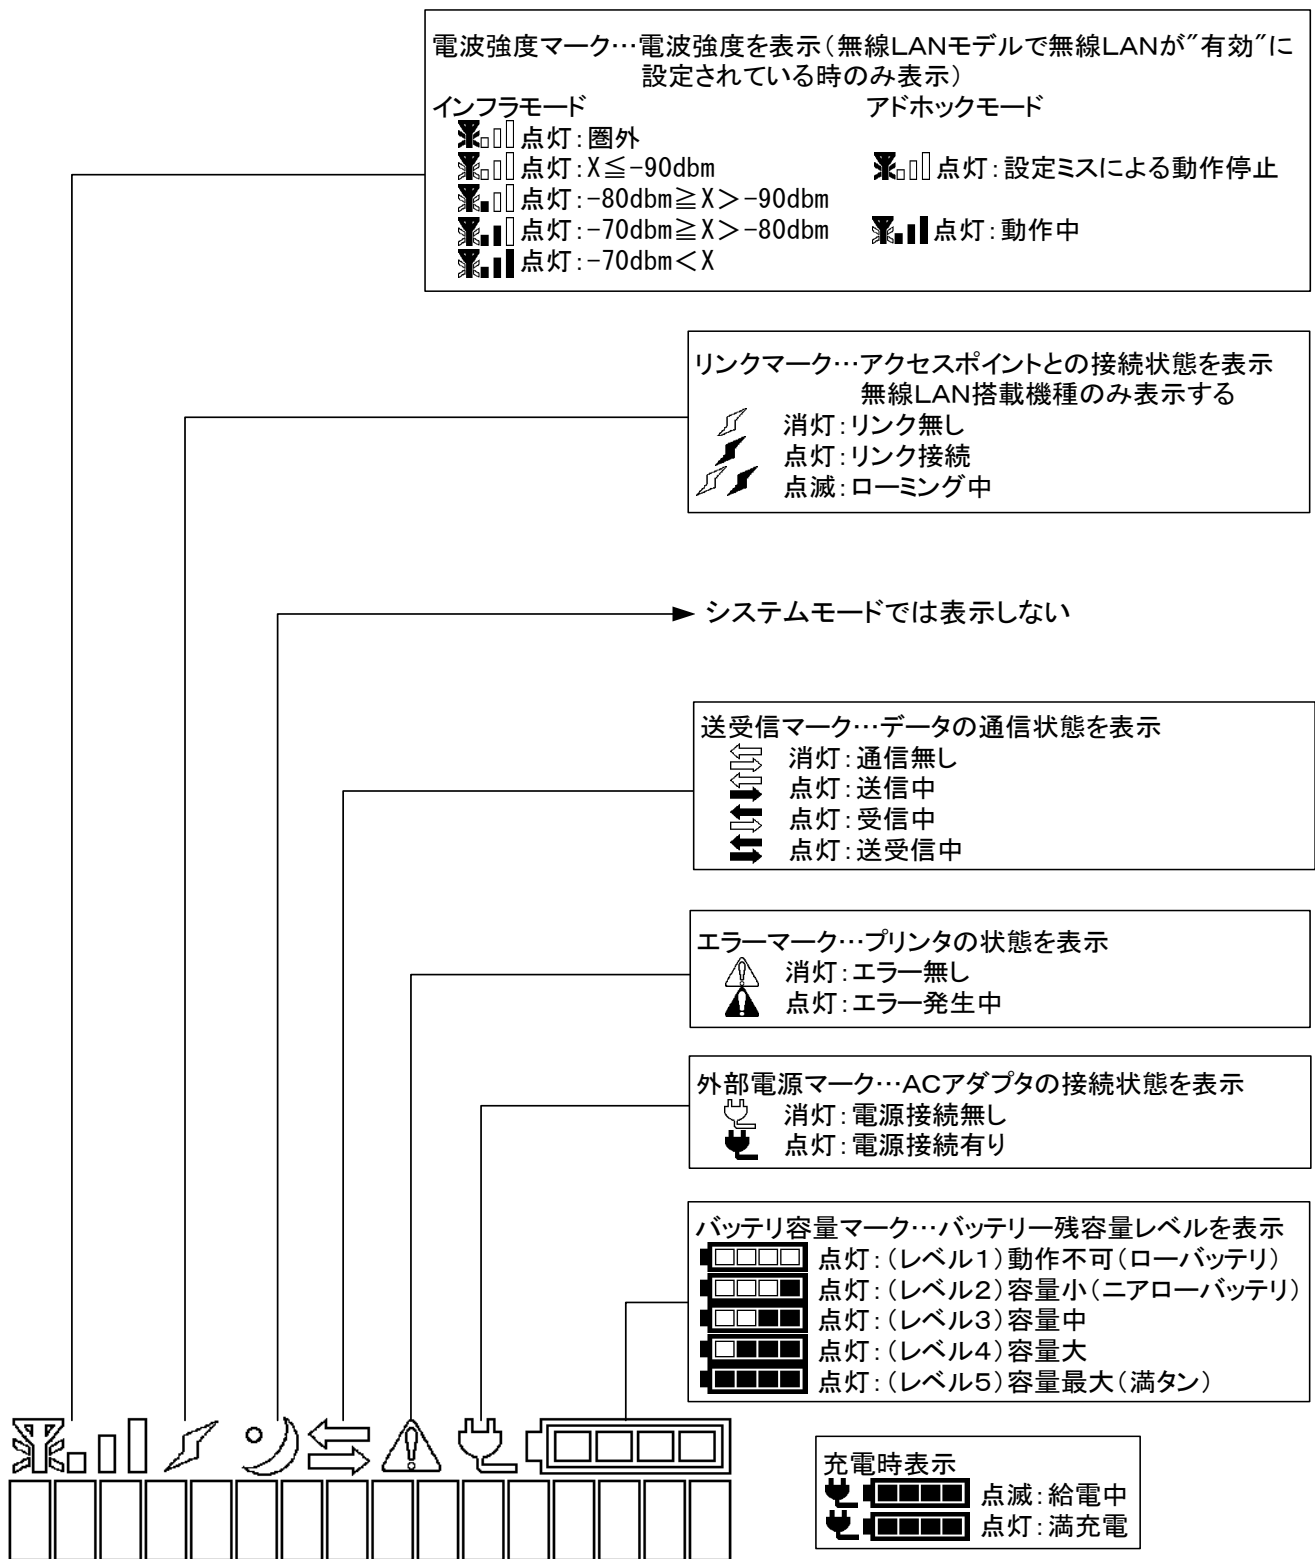 電波強度マーク…電波強度を表示(無線LANモデルで無線LANが"有効"に
設定されている時のみ表示)
インフラモード
アドホックモード
点灯:圏外
点灯:X≦-90dbm
点灯:設定ミスによる動作停止
点灯:-80dbm≧X>-90dbm
点灯:-70dbm≧X>-80dbm
点灯:動作中
点灯:-70dbm<X
リンクマーク…アクセスポイントとの接続状態を表示
無線LAN搭載機種のみ表示する
消灯:リンク無し
点灯:リンク接続
点滅:ローミング中
システムモードでは表示しない
送受信マーク…データの通信状態を表示
消灯:通信無し
点灯:送信中
点灯:受信中
点灯:送受信中
エラーマーク…プリンタの状態を表示
消灯:エラー無し
点灯:エラー発生中
外部電源マーク…ACアダプタの接続状態を表示
消灯:電源接続無し
点灯:電源接続有り
バッテリ容量マーク…バッテリー残容量レベルを表示
点灯:(レベル1)動作不可(ローバッテリ)
点灯:(レベル2)容量小(ニアローバッテリ)
点灯:(レベル3)容量中
点灯:(レベル4)容量大
点灯:(レベル5)容量最大(満タン)
充電時表示
点滅:給電中
点灯:満充電